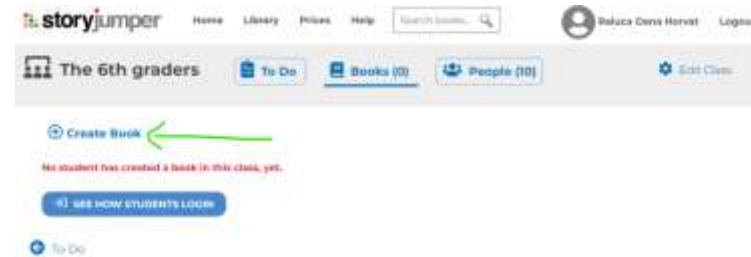 storyjumper Home Library Prices Help Search books... Raluca Oana Horvat Logout
The 6th graders To Do Books (0) People (10) Edit Class
Create Book
No student has created a book in this class, yet.
SEE HOW STUDENTS LOGIN
To Do